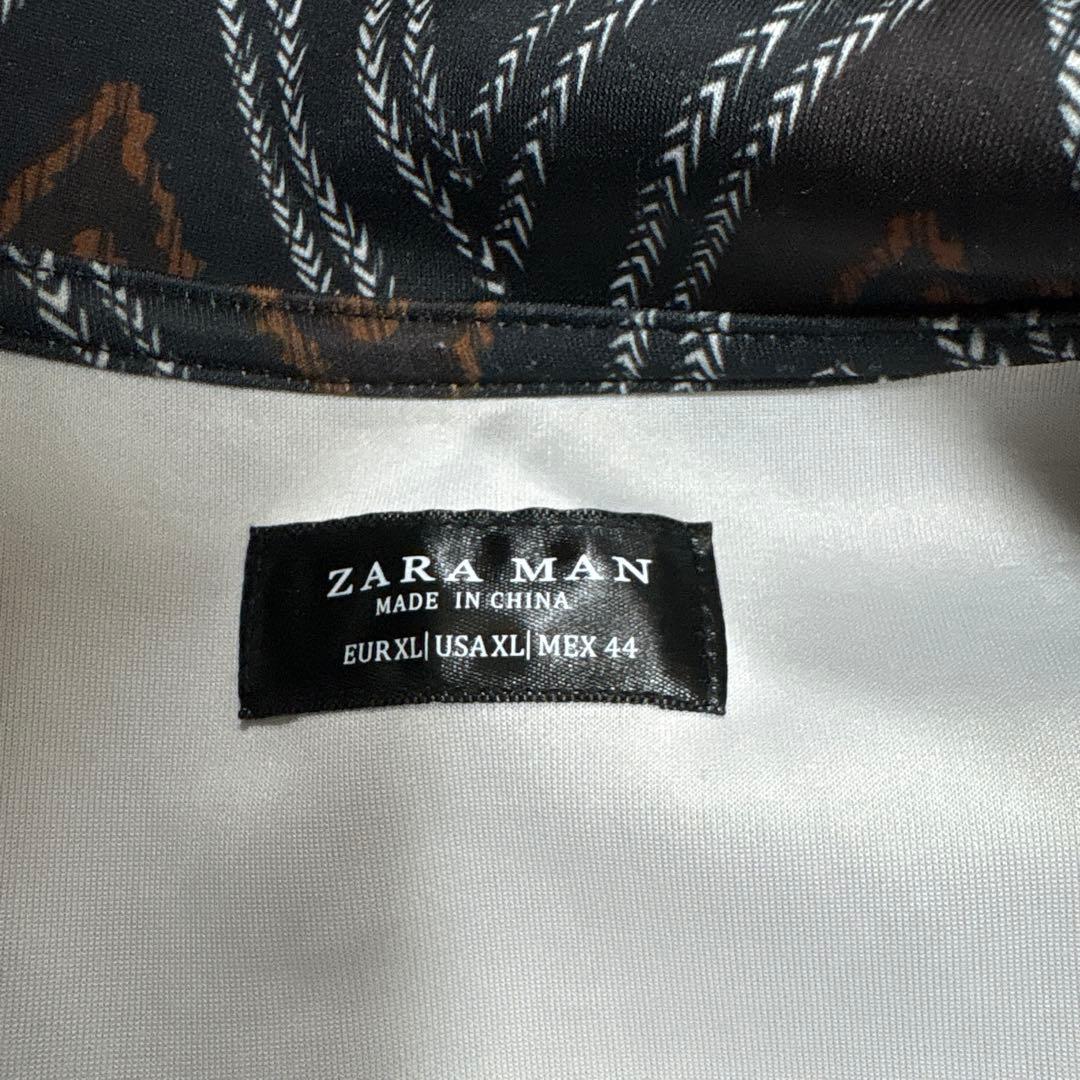 ZARA MAN
MADE IN CHINA
EUR XL| USA XL| MEX 44